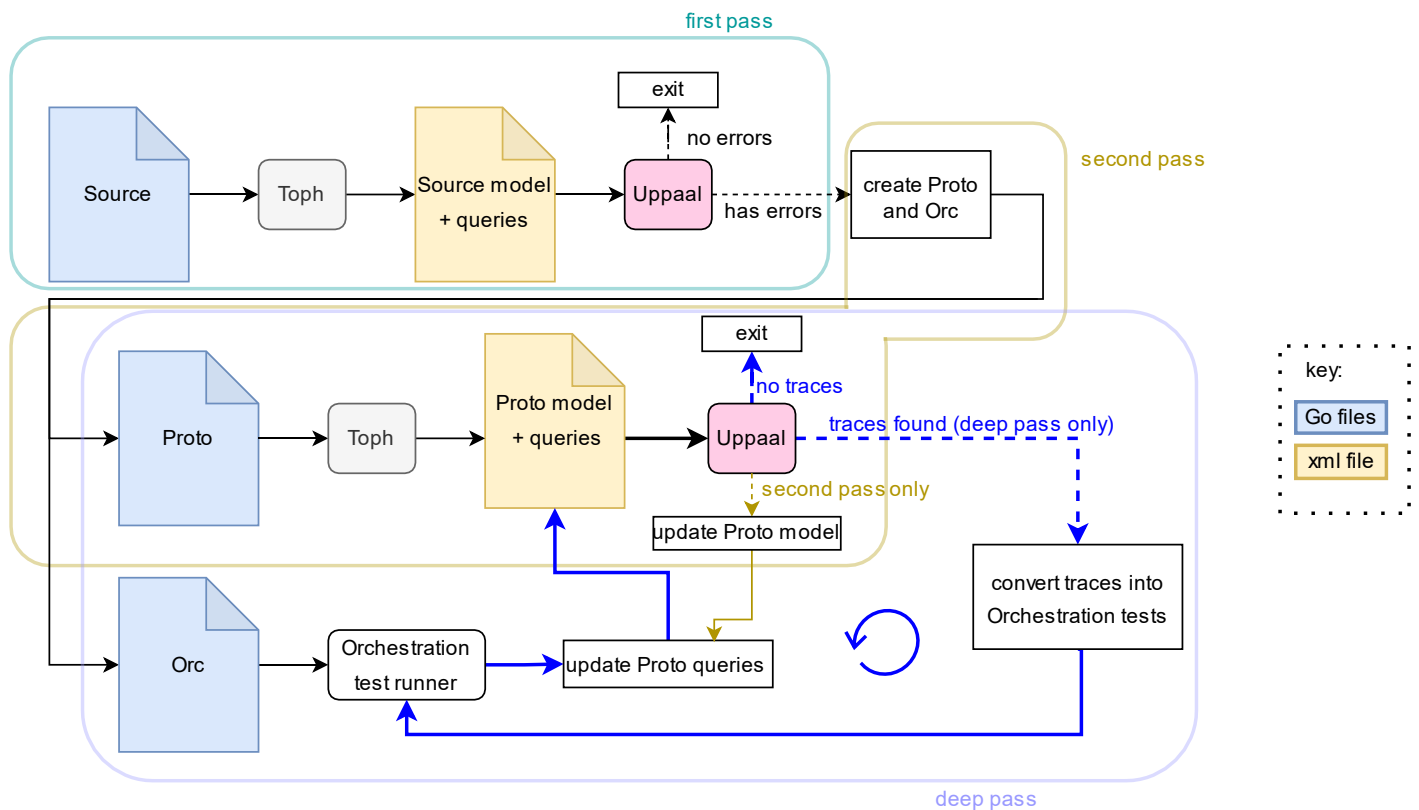 first pass
exit
no errors
second pass
Source
Toph
Source model
+ queries
Uppaal
has errors
create Proto
and Orc
exit
no traces
Proto
Toph
Proto model
+ queries
Uppaal
traces found (deep pass only)
second pass only
update Proto model
key:
Go files
xml file
convert traces into
Orchestration tests
Orc
Orchestration
test runner
update Proto queries
deep pass